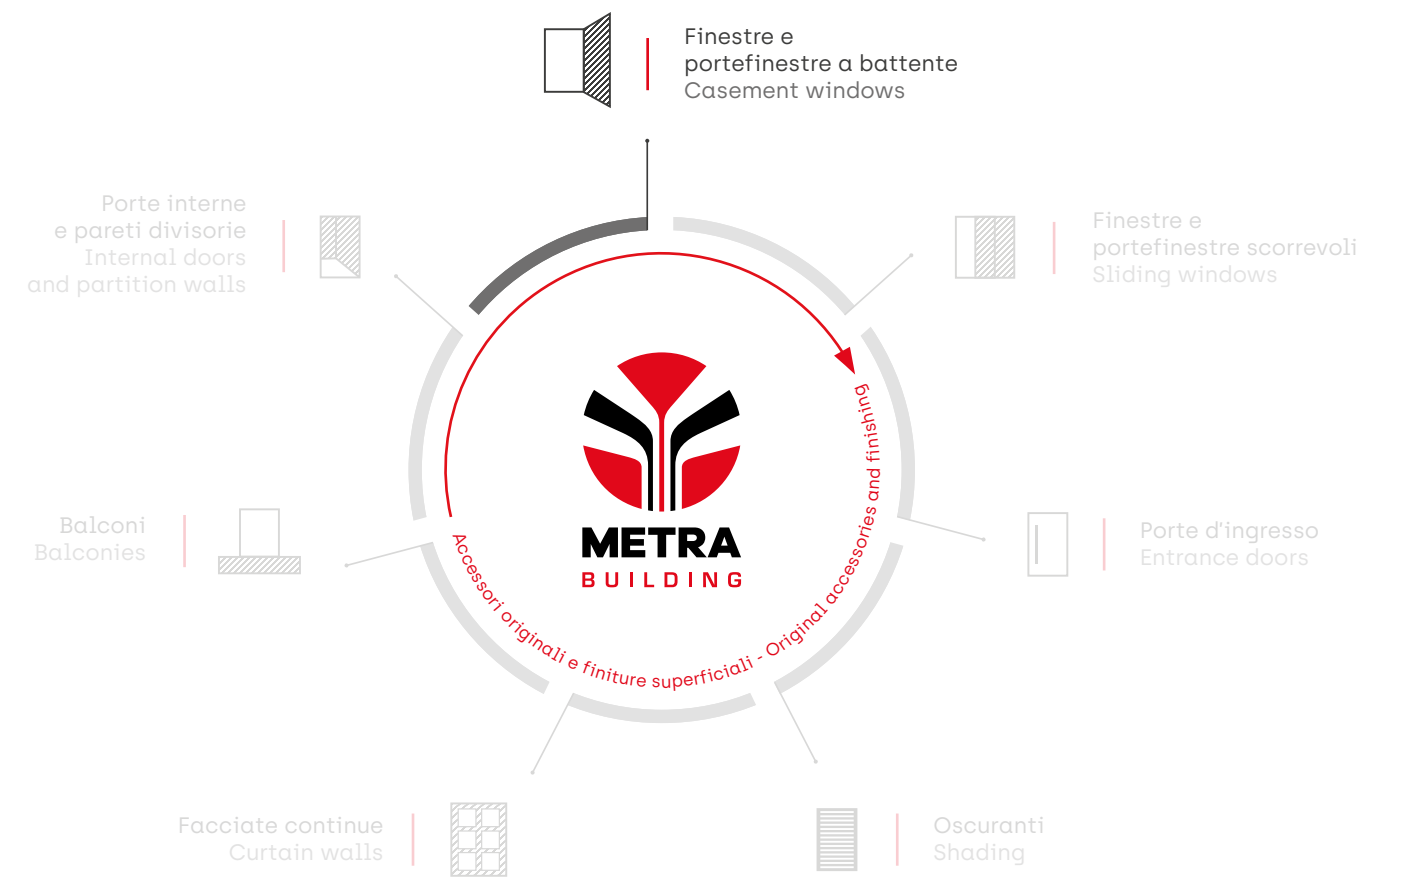 Finestre e
portefinestre a battente
Casement windows
Finestre e
portefinestre scorrevoli
Sliding windows
Porte d'ingresso
Entrance doors
Oscuranti
Shading
Facciate continue
Curtain walls
Balconi
Balconies
Porte interne
e pareti divisorie
Internal doors
and partition walls
METRA
BUILDING
Accessori originali e finiture superficiali - Original accessories and finishing